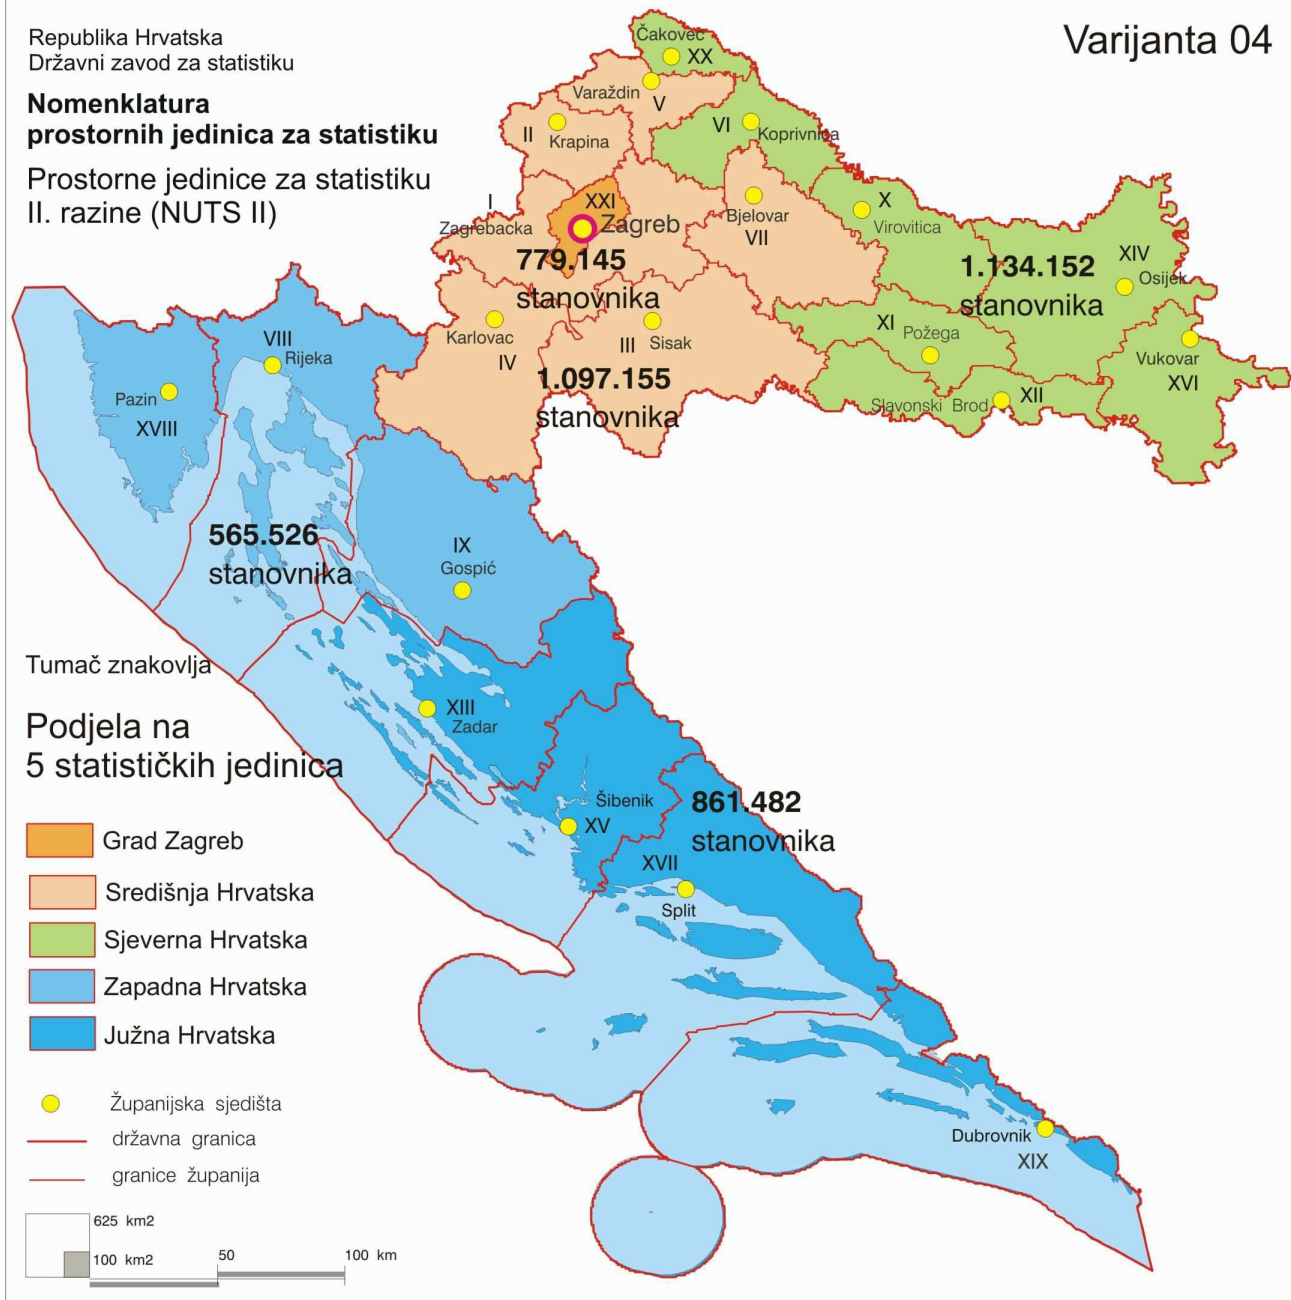 Republika Hrvatska
Državni zavod za statistiku
Nomenklatura
prostornih jedinica za statistiku
Prostorne jedinice za statistiku
II. razine (NUTS II)
Varijanta 04
Čakovec
XX
Varaždin
V
II
Krapina
VI
Koprivnica
I
Zagrebacka
XXI
Zagreb
779.145
stanovnika
Bjelovar
VII
X
Virovitica
1.134.152
stanovnika
XIV
Osijek
Karlovac
IV
III
Sisak
1.097.155
stanovnika
XI
Požega
Vukovar
XVI
Slavonski Brod
XII
VIII
Rijeka
Pazin
XVIII
565.526
stanovnika
IX
Gospić
XIII
Zadar
Šibenik
XV
861.482
stanovnika
XVII
Split
Dubrovnik
XIX
Tumač znakovlja
Podjela na
5 statističkih jedinica
Grad Zagreb
Središnja Hrvatska
Sjeverna Hrvatska
Zapadna Hrvatska
Južna Hrvatska
Županijska sjedišta
državna granica
granice županija
625 km2
100 km2
50
100 km